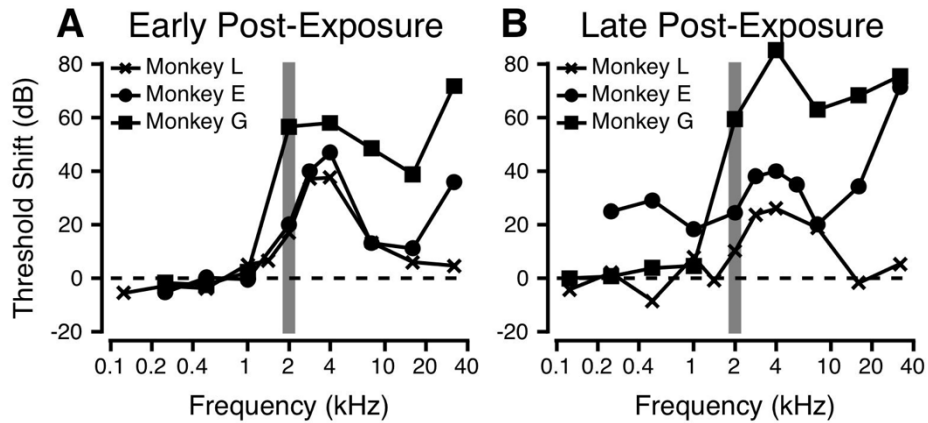 A Early Post-Exposure
Threshold Shift (dB)
80
60
40
20
0
-20
Monkey L
Monkey E
Monkey G
0.1 0.2 0.4 1 2 4 10 20 40
Frequency (kHz)
B Late Post-Exposure
80
60
40
20
0
-20
Monkey L
Monkey E
Monkey G
0.1 0.2 0.4 1 2 4 10 20 40
Frequency (kHz)